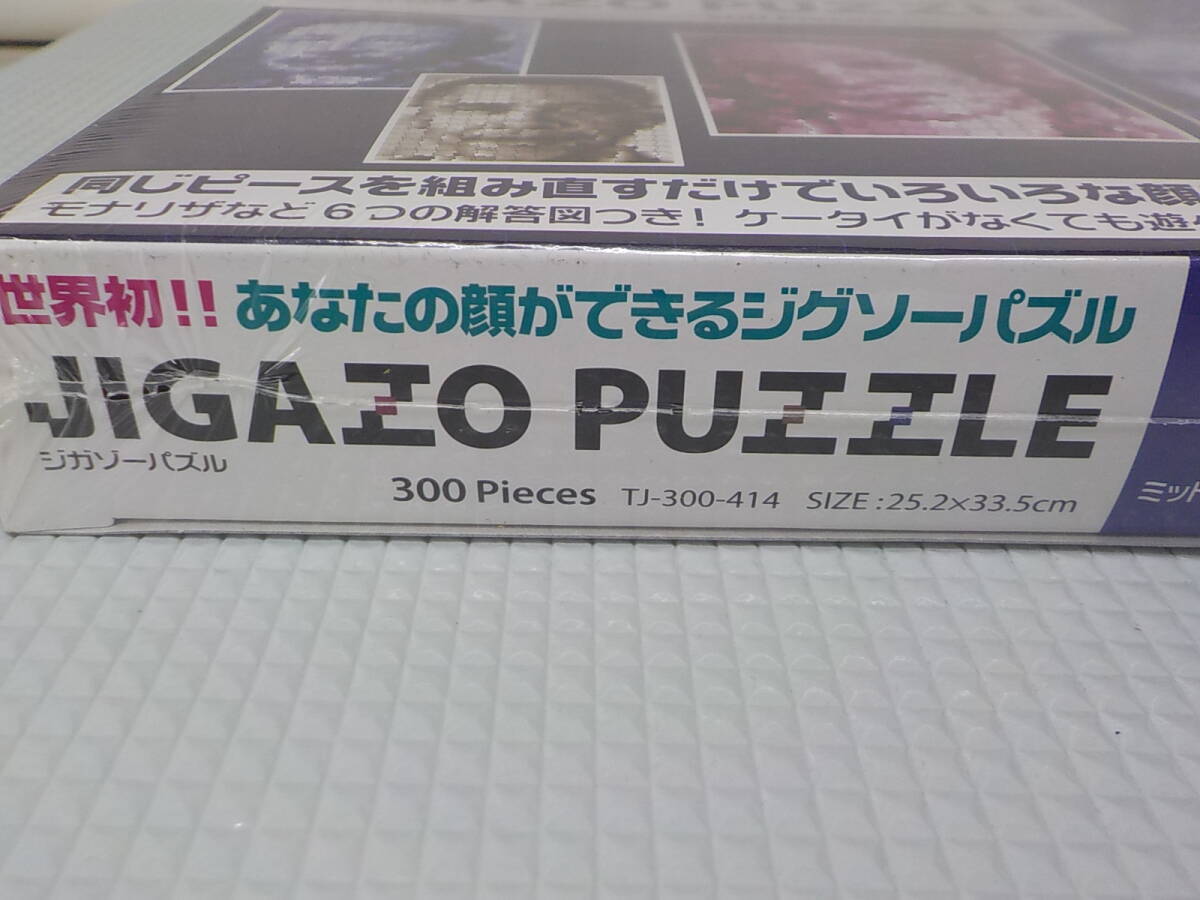 PUZZLE
同じピースを組み直すだけでいろいろな顔
モナリザなど6つの解答図つき! ケータイがなくても遊
世界初!! あなたの顔ができるジグソーパズル
JIGAZO PUZZLE
ジガゾーパズル
300 Pieces TJ-300-414 SIZE:25.2×33.5cm
ミッド